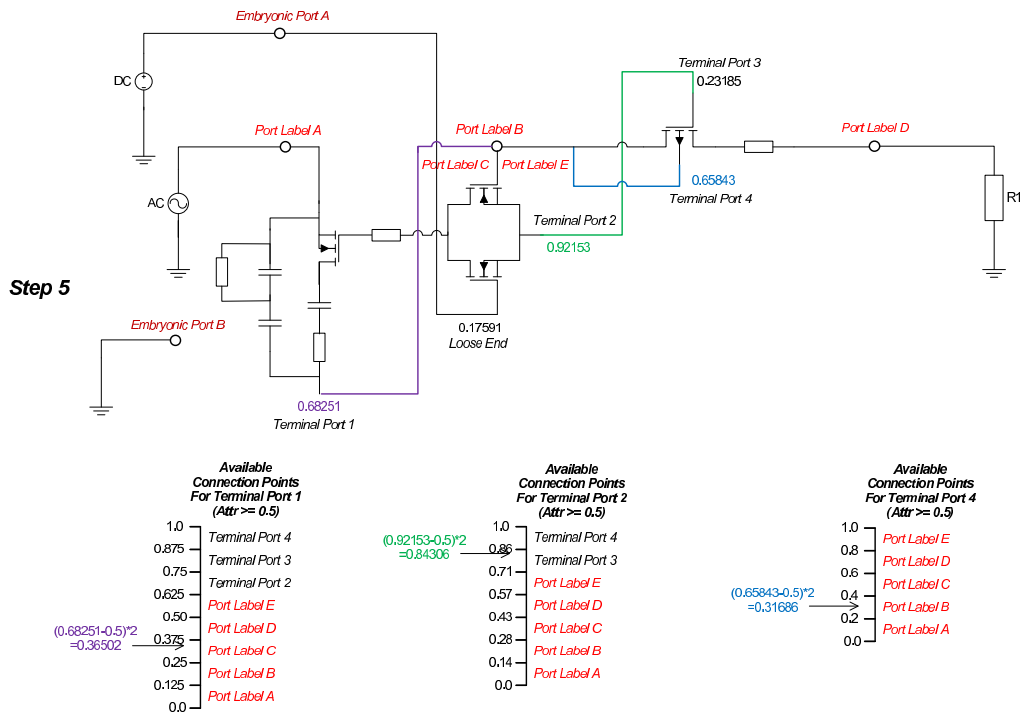 Embryonic Port A
DC
Port Label A
AC
Port Label B
Port Label C
Port Label E
Terminal Port 3
0.23185
Port Label D
0.65843
Terminal Port 4
R1
Terminal Port 2
0.92153
Step 5
Embryonic Port B
0.17591
Loose End
0.68251
Terminal Port 1
Available
Connection Points
For Terminal Port 1
(Attr >= 0.5)
1.0
Terminal Port 4
0.875
Terminal Port 3
0.75
Terminal Port 2
0.625
Port Label E
0.50
Port Label D
(0.68251-0.5)*2
=0.36502
0.375
Port Label C
0.25
Port Label B
0.125
Port Label A
0.0
Available
Connection Points
For Terminal Port 2
(Attr >= 0.5)
1.0
Terminal Port 4
(0.92153-0.5)*2
=0.84306
0.86
Terminal Port 3
0.71
Port Label E
0.57
Port Label D
0.43
Port Label C
0.28
Port Label B
0.14
Port Label A
0.0
Available
Connection Points
For Terminal Port 4
(Attr >= 0.5)
1.0
Port Label E
0.8
Port Label D
0.6
Port Label C
(0.65843-0.5)*2
=0.31686
0.4
Port Label B
0.2
Port Label A
0.0